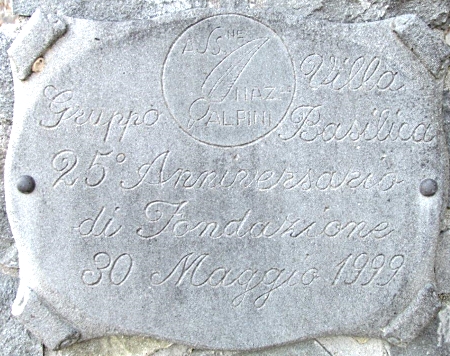 ASS.NE
NAZ.
ALPINI
Gruppo Villa
Basilica
25° Anniversario
di Fondazione
30 Maggio 1999